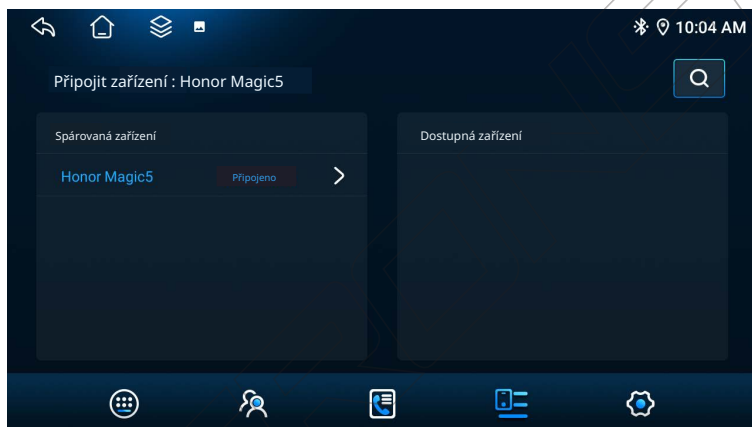 10:04 AM
Připojit zařízení : Honor Magic5
Spárovaná zařízení
Dostupná zařízení
Honor Magic5
Připojeno